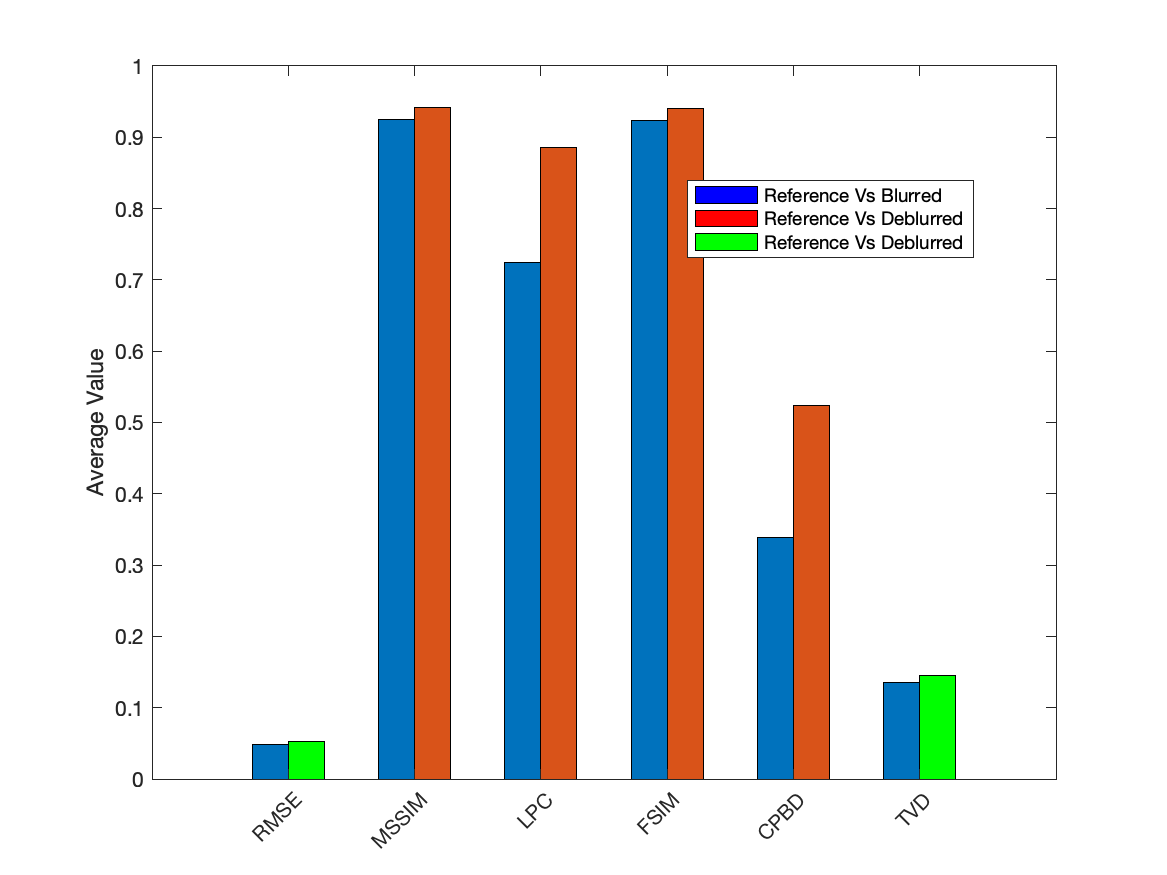 1
0.9
0.8
0.7
0.6
0.5
0.4
0.3
0.2
0.1
0
Average Value
Reference Vs Blurred
Reference Vs Deblurred
Reference Vs Deblurred
RMSE
MSSIM
LPC
FSIM
CPBD
TVD